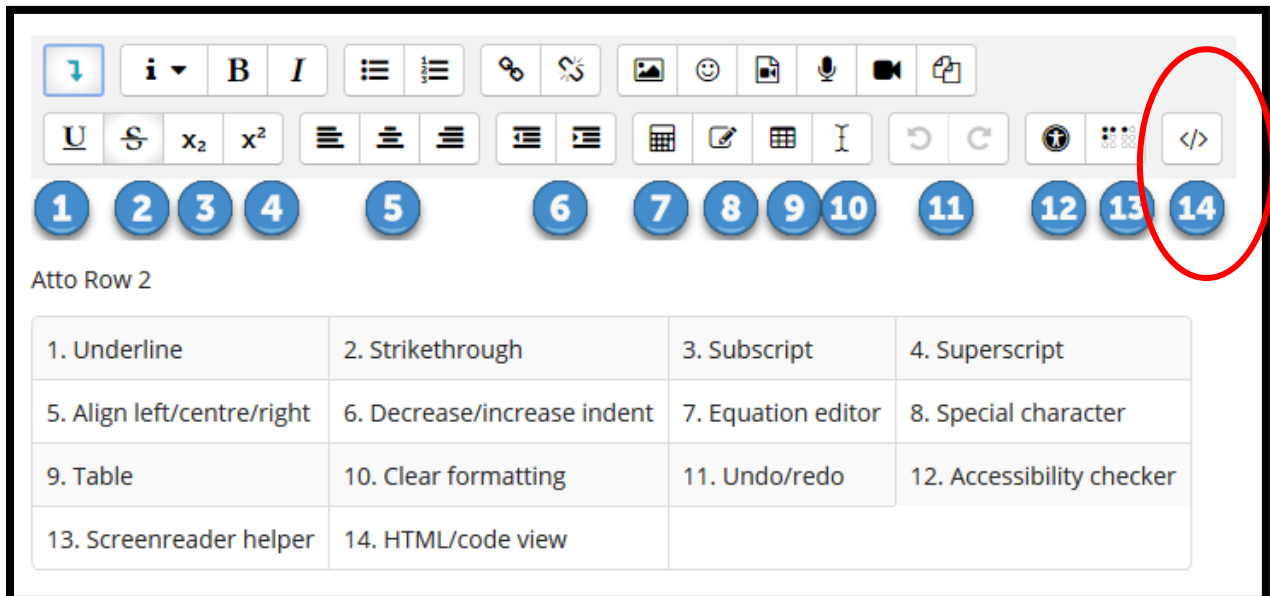 i B I
U S x₂ x² </>
1 2 3 4 5 6 7 8 9 10 11 12 13 14
Atto Row 2
1. Underline 2. Strikethrough 3. Subscript 4. Superscript
5. Align left/centre/right 6. Decrease/increase indent 7. Equation editor 8. Special character
9. Table 10. Clear formatting 11. Undo/redo 12. Accessibility checker
13. Screenreader helper 14. HTML/code view